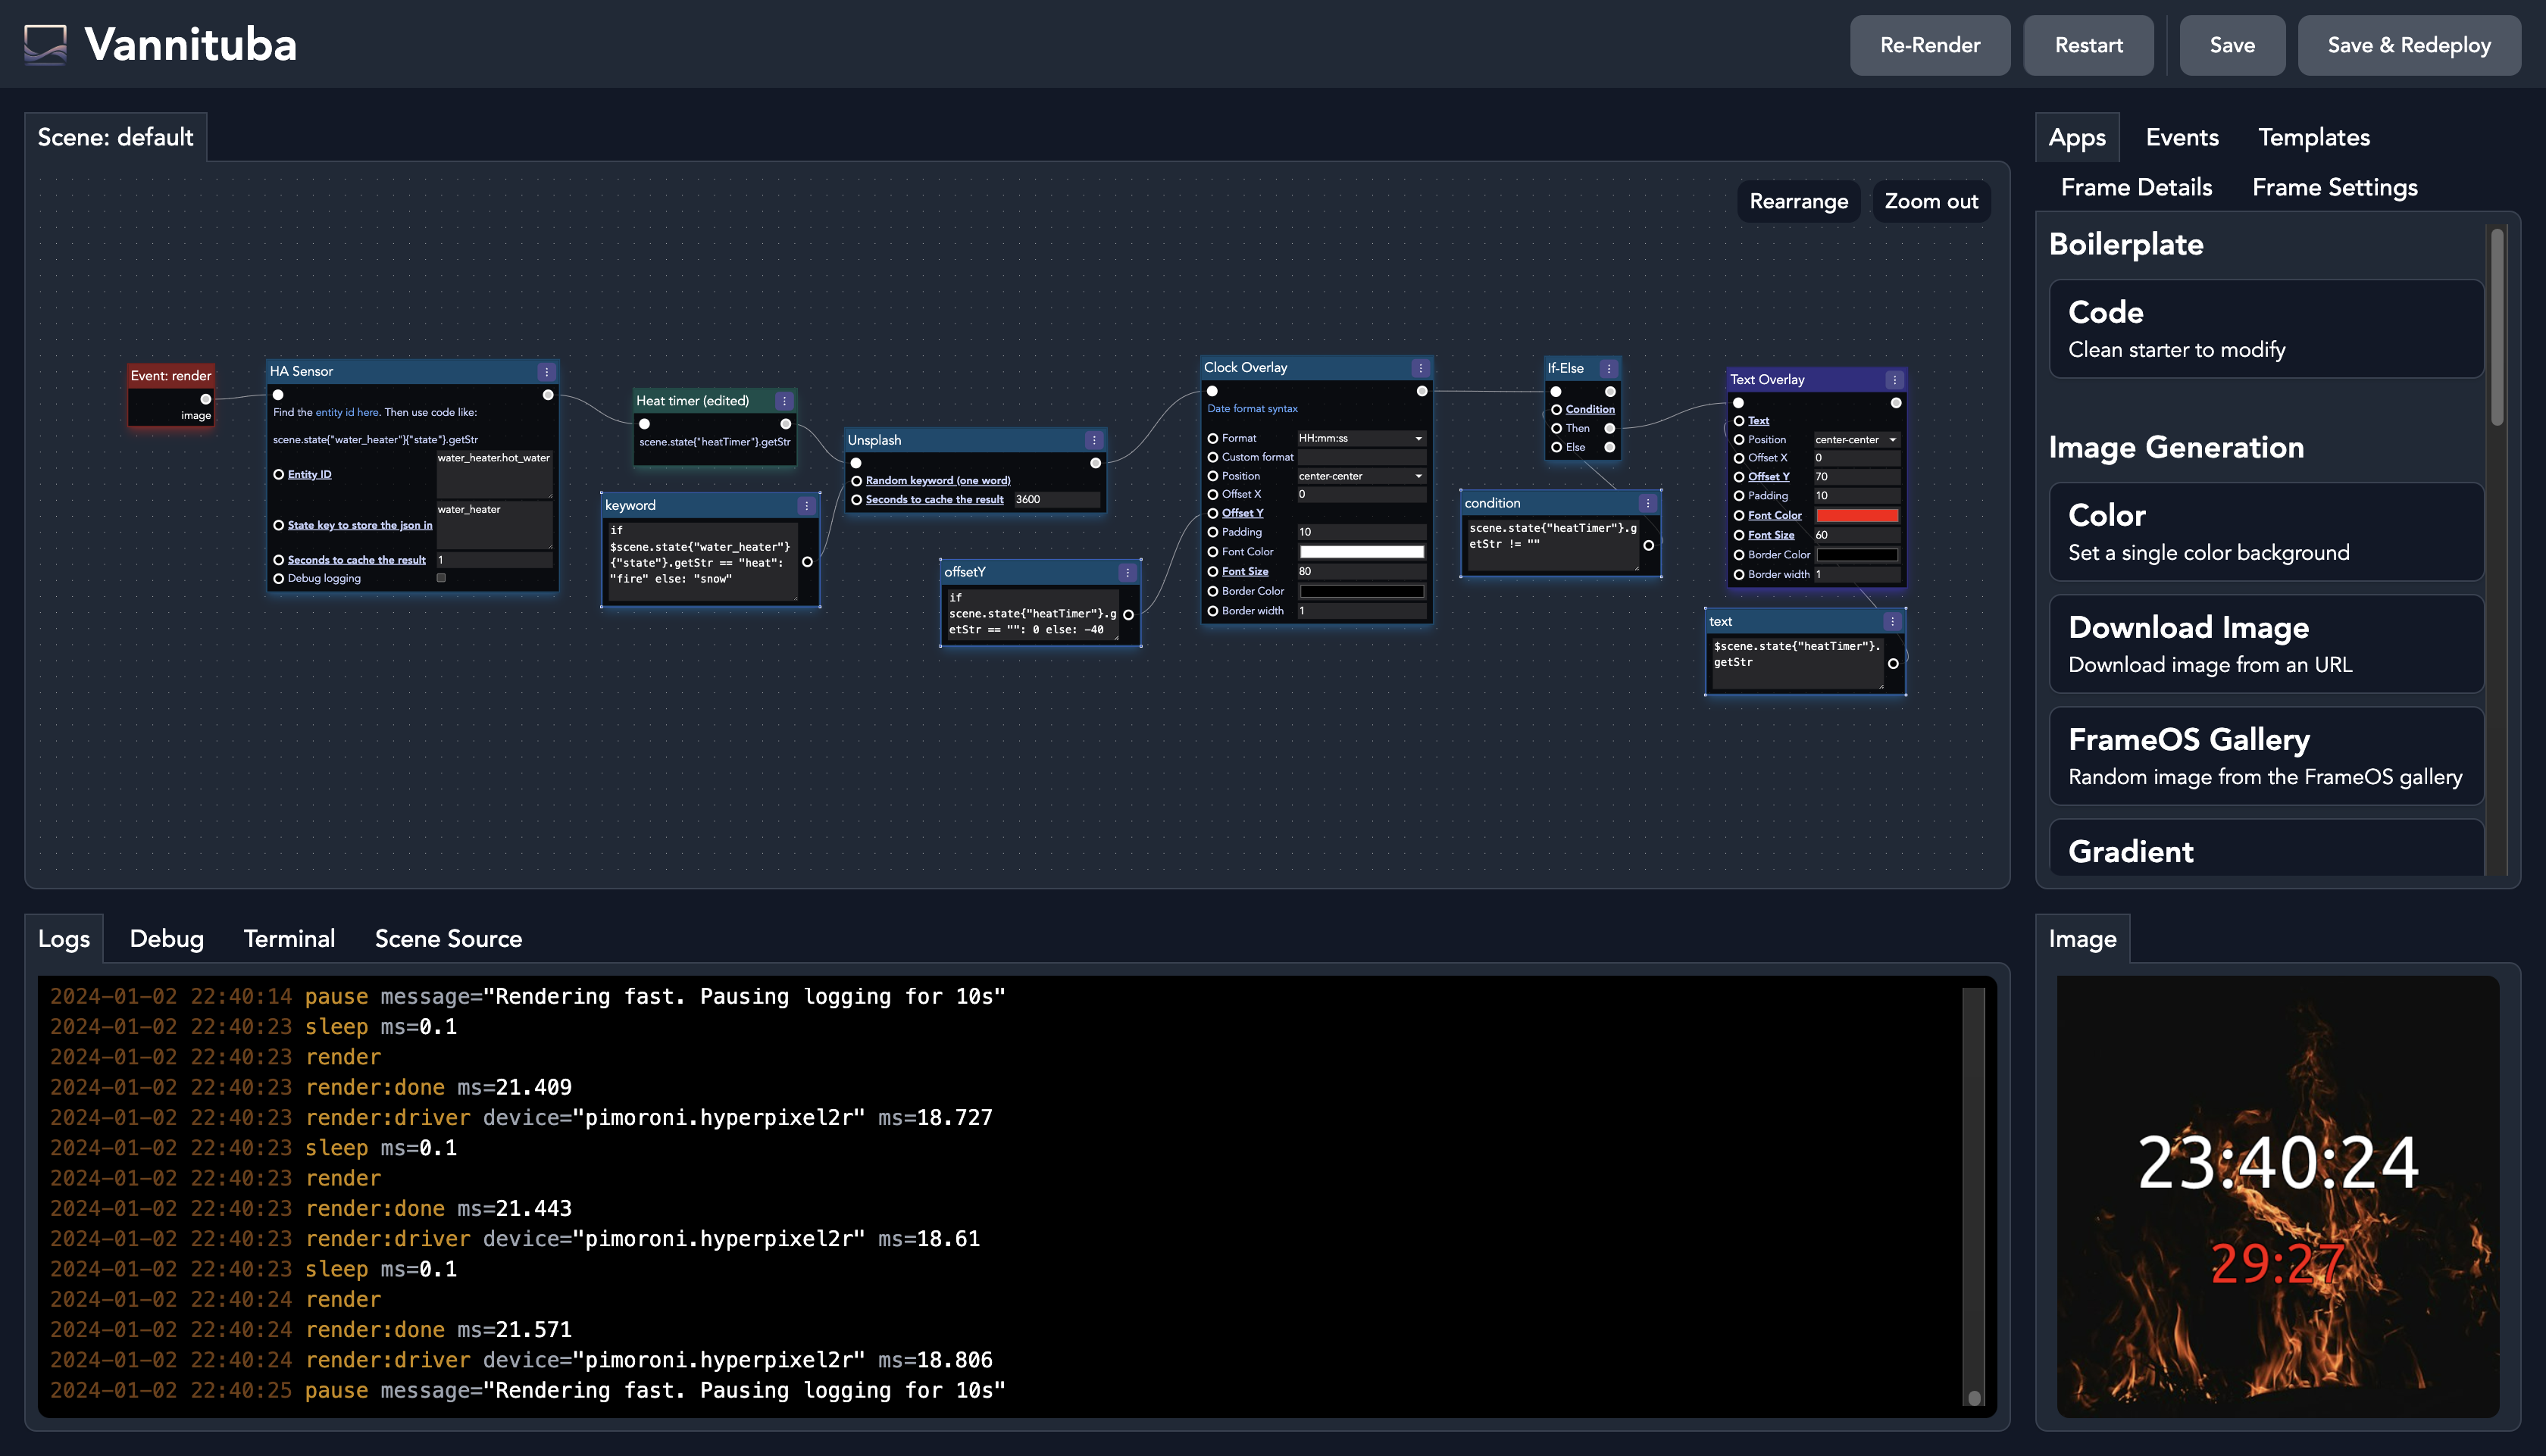 Vannituba
Re-Render
Restart
Save
Save & Redeploy
Scene: default
Rearrange
Zoom out
Event: render
image
HA Sensor
Find the entity id here. Then use code like:
scene.state{"water_heater"}{"state"}.getStr
Entity ID
water_heater.hot_water
State key to store the json in
water_heater
Seconds to cache the result
1
Debug logging
Heat timer (edited)
scene.state{"heatTimer"}.getStr
keyword
if
$scene.state{"water_heater"}
{"state"}.getStr == "heat":
"fire" else: "snow"
Unsplash
Random keyword (one word)
Seconds to cache the result
3600
offsetY
if
scene.state{"heatTimer"}.g
etStr == "": 0 else: -40
Clock Overlay
Date format syntax
Format
HH:mm:ss
Custom format
Position
center-center
Offset X
0
Offset Y
Padding
10
Font Color
Font Size
80
Border Color
Border width
1
If-Else
Condition
Then
Else
condition
scene.state{"heatTimer"}.g
etStr != ""
Text Overlay
Text
Position
center-center
Offset X
0
Offset Y
70
Padding
10
Font Color
Font Size
60
Border Color
Border width
1
text
$scene.state{"heatTimer"}.
getStr
Apps
Events
Templates
Frame Details
Frame Settings
Boilerplate
Code
Clean starter to modify
Image Generation
Color
Set a single color background
Download Image
Download image from an URL
FrameOS Gallery
Random image from the FrameOS gallery
Gradient
Logs
Debug
Terminal
Scene Source
2024-01-02 22:40:14 pause message="Rendering fast. Pausing logging for 10s"
2024-01-02 22:40:23 sleep ms=0.1
2024-01-02 22:40:23 render
2024-01-02 22:40:23 render:done ms=21.409
2024-01-02 22:40:23 render:driver device="pimoroni.hyperpixel2r" ms=18.727
2024-01-02 22:40:23 sleep ms=0.1
2024-01-02 22:40:23 render
2024-01-02 22:40:23 render:done ms=21.443
2024-01-02 22:40:23 render:driver device="pimoroni.hyperpixel2r" ms=18.61
2024-01-02 22:40:23 sleep ms=0.1
2024-01-02 22:40:24 render
2024-01-02 22:40:24 render:done ms=21.571
2024-01-02 22:40:24 render:driver device="pimoroni.hyperpixel2r" ms=18.806
2024-01-02 22:40:25 pause message="Rendering fast. Pausing logging for 10s"
Image
23:40:24
29:27